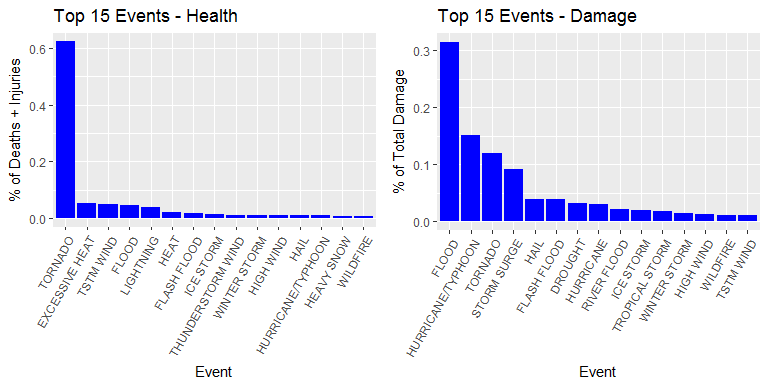 Top 15 Events - Health
% of Deaths + Injuries
0.6
0.4
0.2
0.0
TORNADO
EXCESSIVE HEAT
TSTM WIND
FLOOD
LIGHTNING
HEAT
FLASH FLOOD
ICE STORM
THUNDERSTORM WIND
WINTER STORM
HIGH WIND
HAIL
HURRICANE/TYPHOON
HEAVY SNOW
WILDFIRE
Event
Top 15 Events - Damage
% of Total Damage
0.3
0.2
0.1
0.0
FLOOD
HURRICANE/TYPHOON
TORNADO
STORM SURGE
HAIL
FLASH FLOOD
DROUGHT
HURRICANE
RIVER FLOOD
ICE STORM
TROPICAL STORM
WINTER STORM
HIGH WIND
WILDFIRE
TSTM WIND
Event